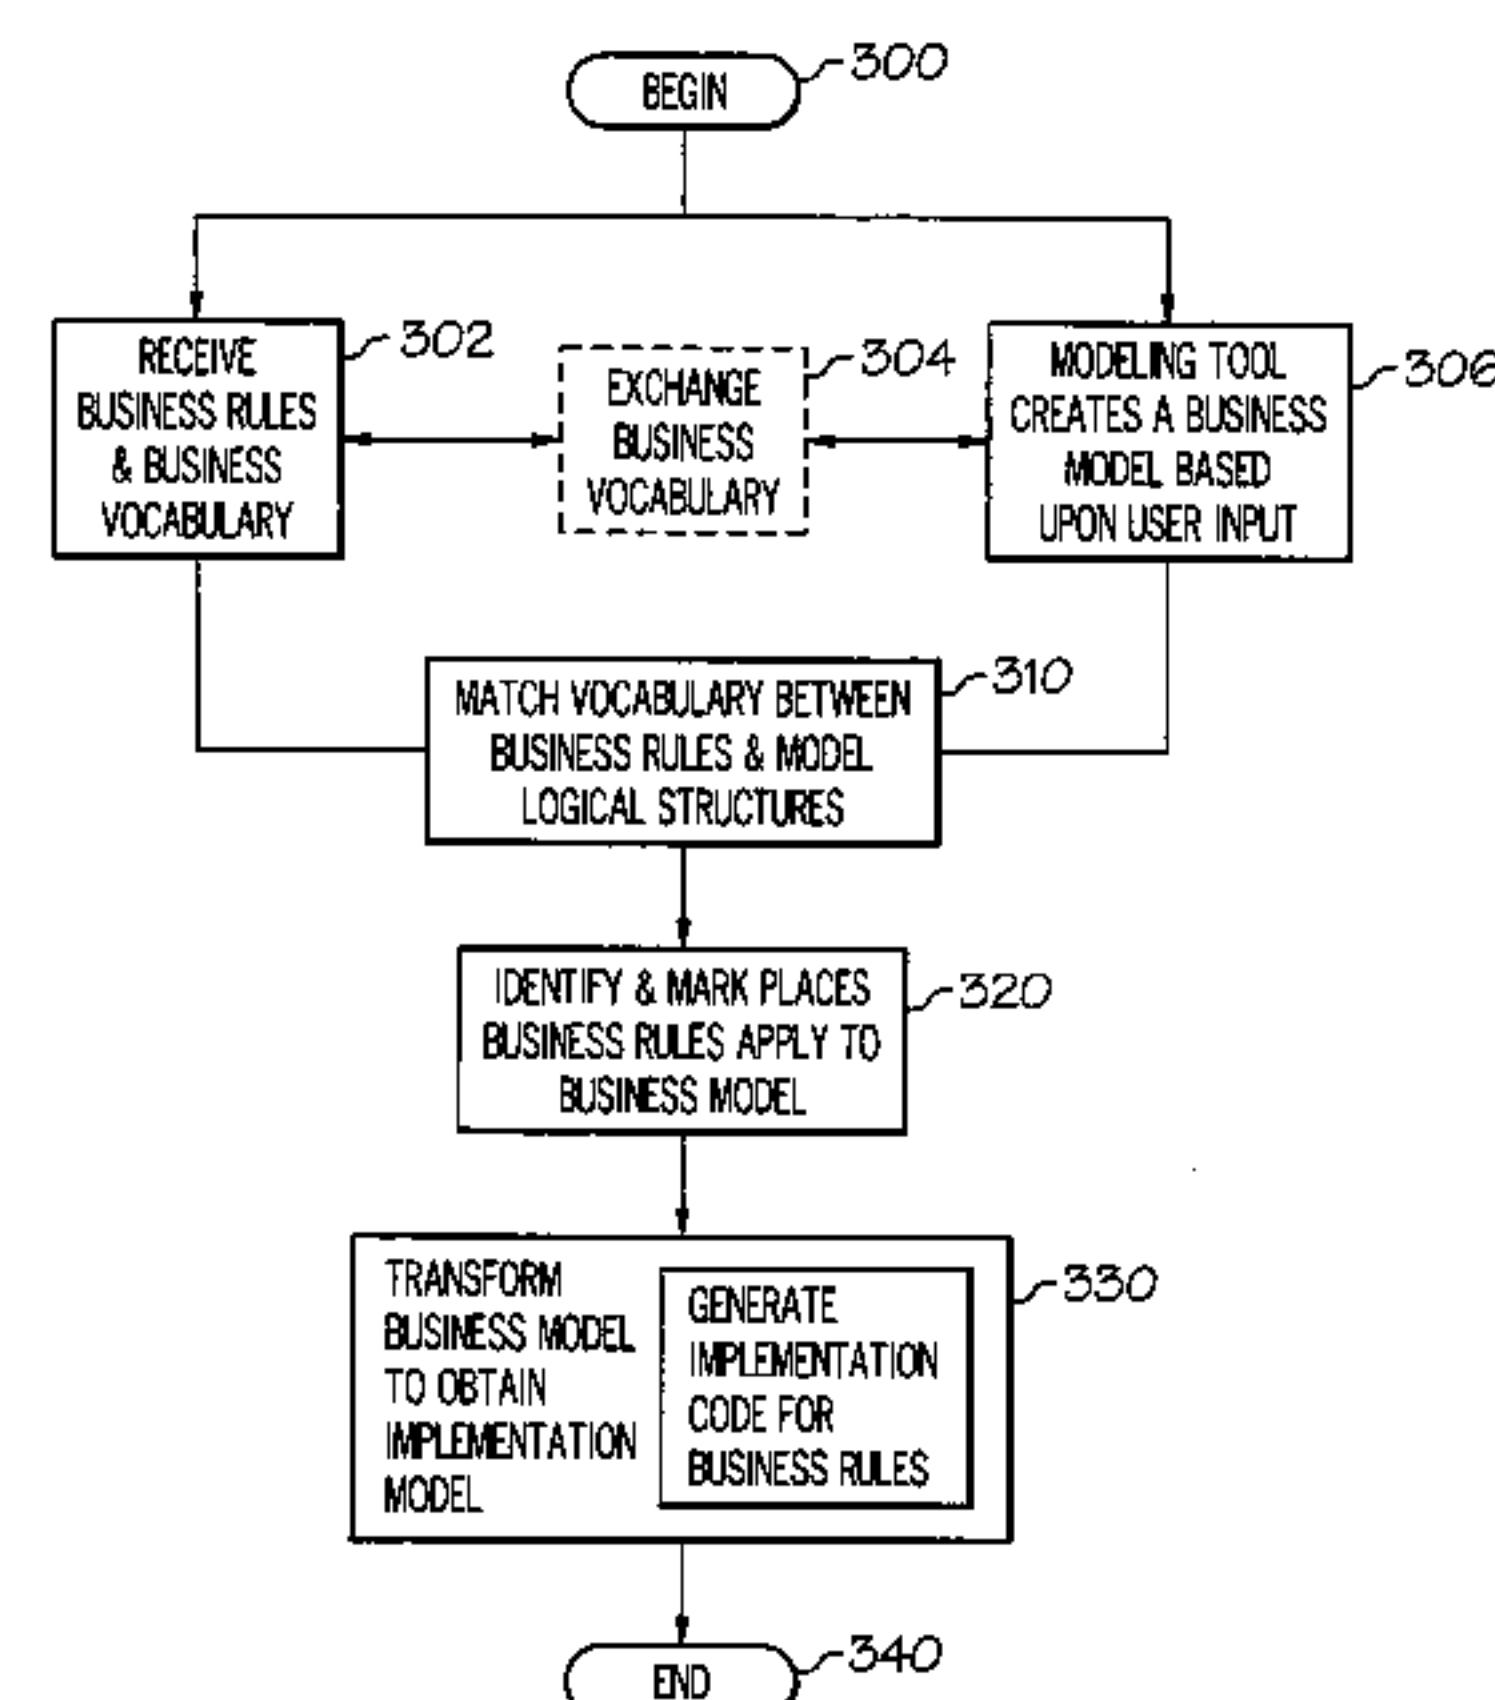 BEGIN
300
RECEIVE
BUSINESS RULES
& BUSINESS
VOCABULARY
302
EXCHANGE
BUSINESS
VOCABULARY
304
MODELING TOOL
CREATES A BUSINESS
MODEL BASED
UPON USER INPUT
306
MATCH VOCABULARY BETWEEN
BUSINESS RULES & MODEL
LOGICAL STRUCTURES
310
IDENTIFY & MARK PLACES
BUSINESS RULES APPLY TO
BUSINESS MODEL
320
TRANSFORM
BUSINESS MODEL
TO OBTAIN
IMPLEMENTATION
MODEL
GENERATE
IMPLEMENTATION
CODE FOR
BUSINESS RULES
330
END
340